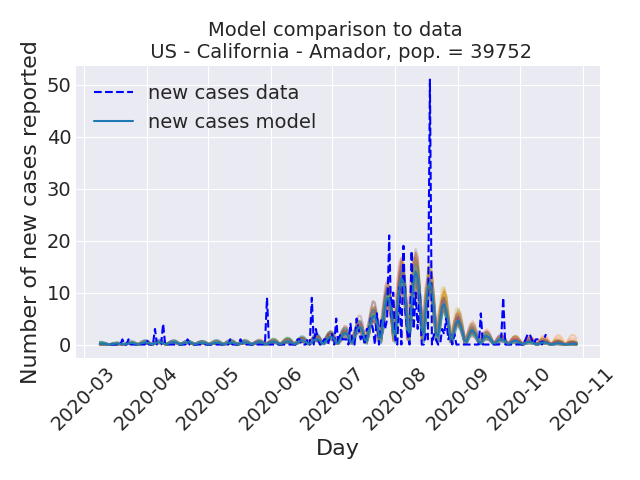 Model comparison to data
US - California - Amador, pop. = 39752
Number of new cases reported
50
40
30
20
10
0
new cases data
new cases model
2020-03
2020-04
2020-05
2020-06
2020-07
2020-08
2020-09
2020-10
2020-11
Day